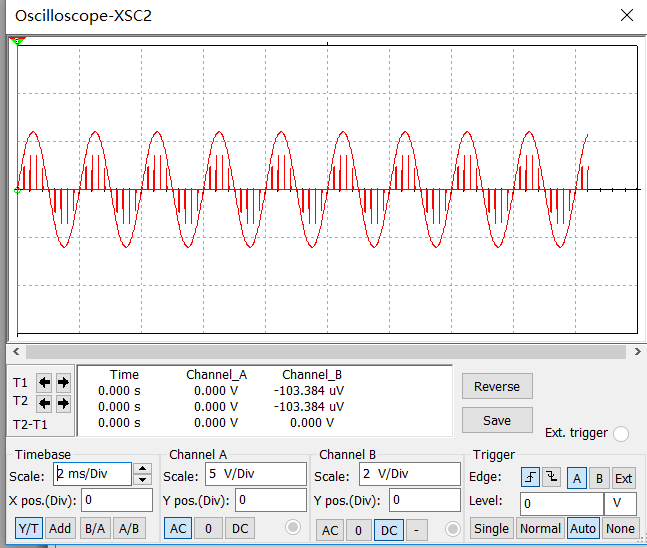 Oscilloscope-XSC2
T1
T2
T2-T1
Time Channel_A Channel_B
0.000 s 0.000 V -103.384 uV
0.000 s 0.000 V -103.384 uV
0.000 s 0.000 V 0.000 V
Reverse
Save
Ext. trigger
Timebase
Scale: 2 ms/Div
X pos.(Div): 0
Y/T Add B/A A/B
Channel A
Scale: 5 V/Div
Y pos.(Div): 0
AC 0 DC
Channel B
Scale: 2 V/Div
Y pos.(Div): 0
AC 0 DC -
Trigger
Edge: A B Ext
Level: 0 V
Single Normal Auto None